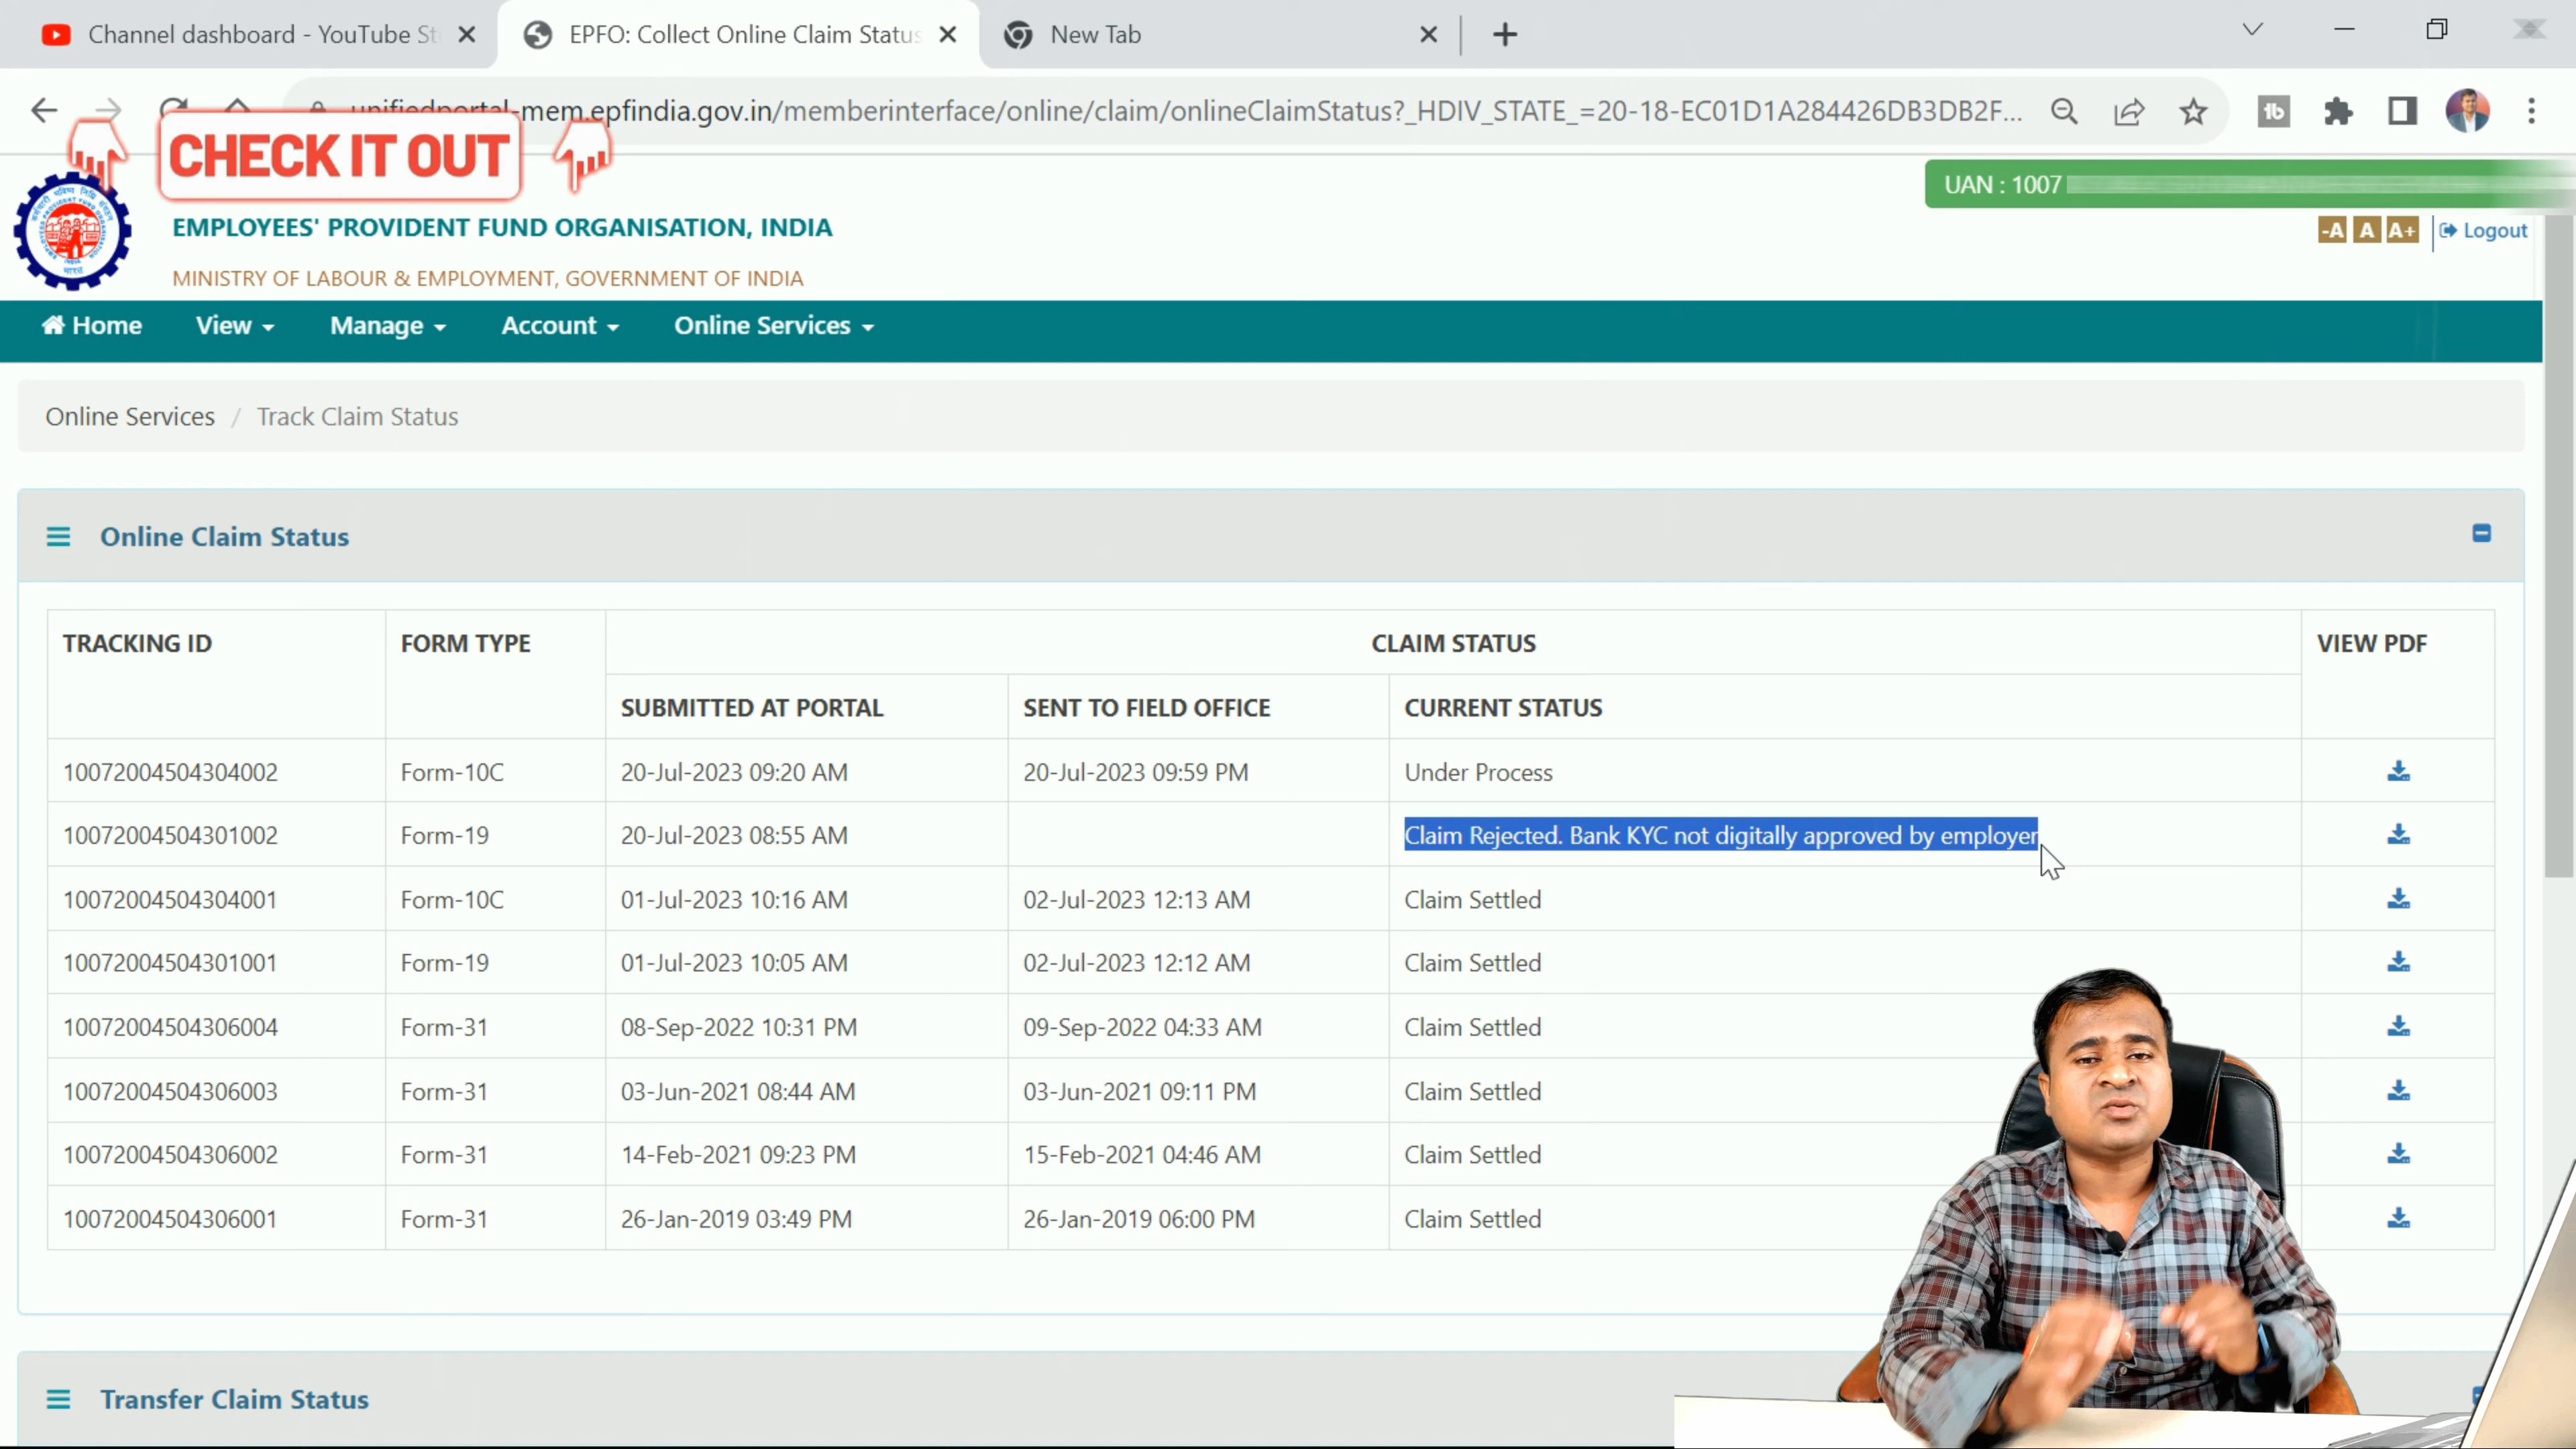 Channel dashboard - YouTube St
EPFO: Collect Online Claim Status
New Tab
unifiedportal-mem.epfindia.gov.in/memberinterface/online/claim/onlineClaimStatus?_HDIV_STATE_=20-18-EC01D1A284426DB3DB2F...
CHECK IT OUT
UAN : 1007
EMPLOYEES' PROVIDENT FUND ORGANISATION, INDIA
-A A A+ Logout
MINISTRY OF LABOUR & EMPLOYMENT, GOVERNMENT OF INDIA
Home View Manage Account Online Services
Online Services / Track Claim Status
Online Claim Status
TRACKING ID FORM TYPE CLAIM STATUS VIEW PDF
SUBMITTED AT PORTAL SENT TO FIELD OFFICE CURRENT STATUS
10072004504304002 Form-10C 20-Jul-2023 09:20 AM 20-Jul-2023 09:59 PM Under Process
10072004504301002 Form-19 20-Jul-2023 08:55 AM Claim Rejected. Bank KYC not digitally approved by employer
10072004504304001 Form-10C 01-Jul-2023 10:16 AM 02-Jul-2023 12:13 AM Claim Settled
10072004504301001 Form-19 01-Jul-2023 10:05 AM 02-Jul-2023 12:12 AM Claim Settled
10072004504306004 Form-31 08-Sep-2022 10:31 PM 09-Sep-2022 04:33 AM Claim Settled
10072004504306003 Form-31 03-Jun-2021 08:44 AM 03-Jun-2021 09:11 PM Claim Settled
10072004504306002 Form-31 14-Feb-2021 09:23 PM 15-Feb-2021 04:46 AM Claim Settled
10072004504306001 Form-31 26-Jan-2019 03:49 PM 26-Jan-2019 06:00 PM Claim Settled
Transfer Claim Status